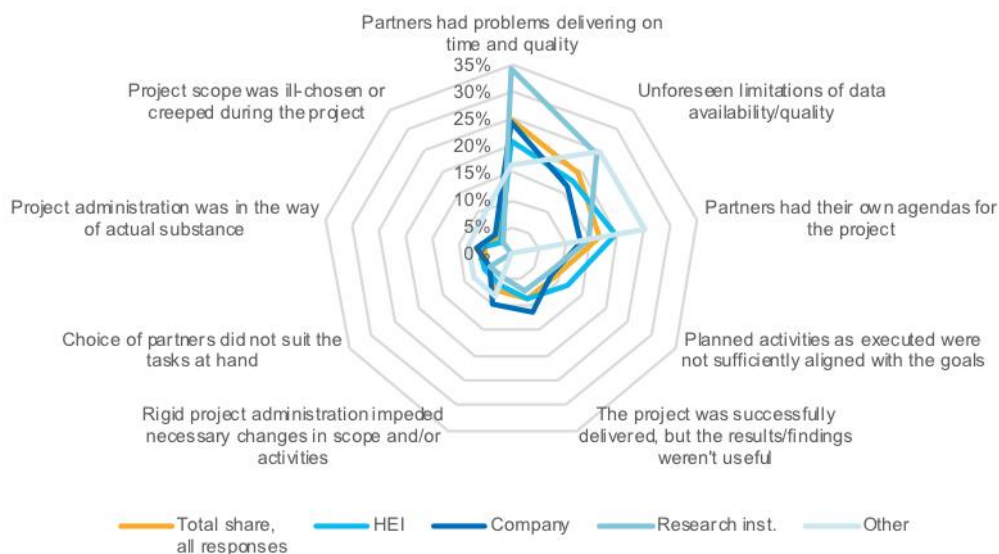 Partners had problems delivering on
time and quality
35%
30%
25%
20%
15%
10%
5%
0%
Unforeseen limitations of data
availability/quality
Partners had their own agendas for
the project
Planned activities as executed were
not sufficiently aligned with the goals
The project was successfully
delivered, but the results/findings
weren't useful
Rigid project administration impeded
necessary changes in scope and/or
activities
Choice of partners did not suit the
tasks at hand
Project administration was in the way
of actual substance
Project scope was ill-chosen or
creeped during the project
Total share,
all responses
HEI
Company
Research inst.
Other